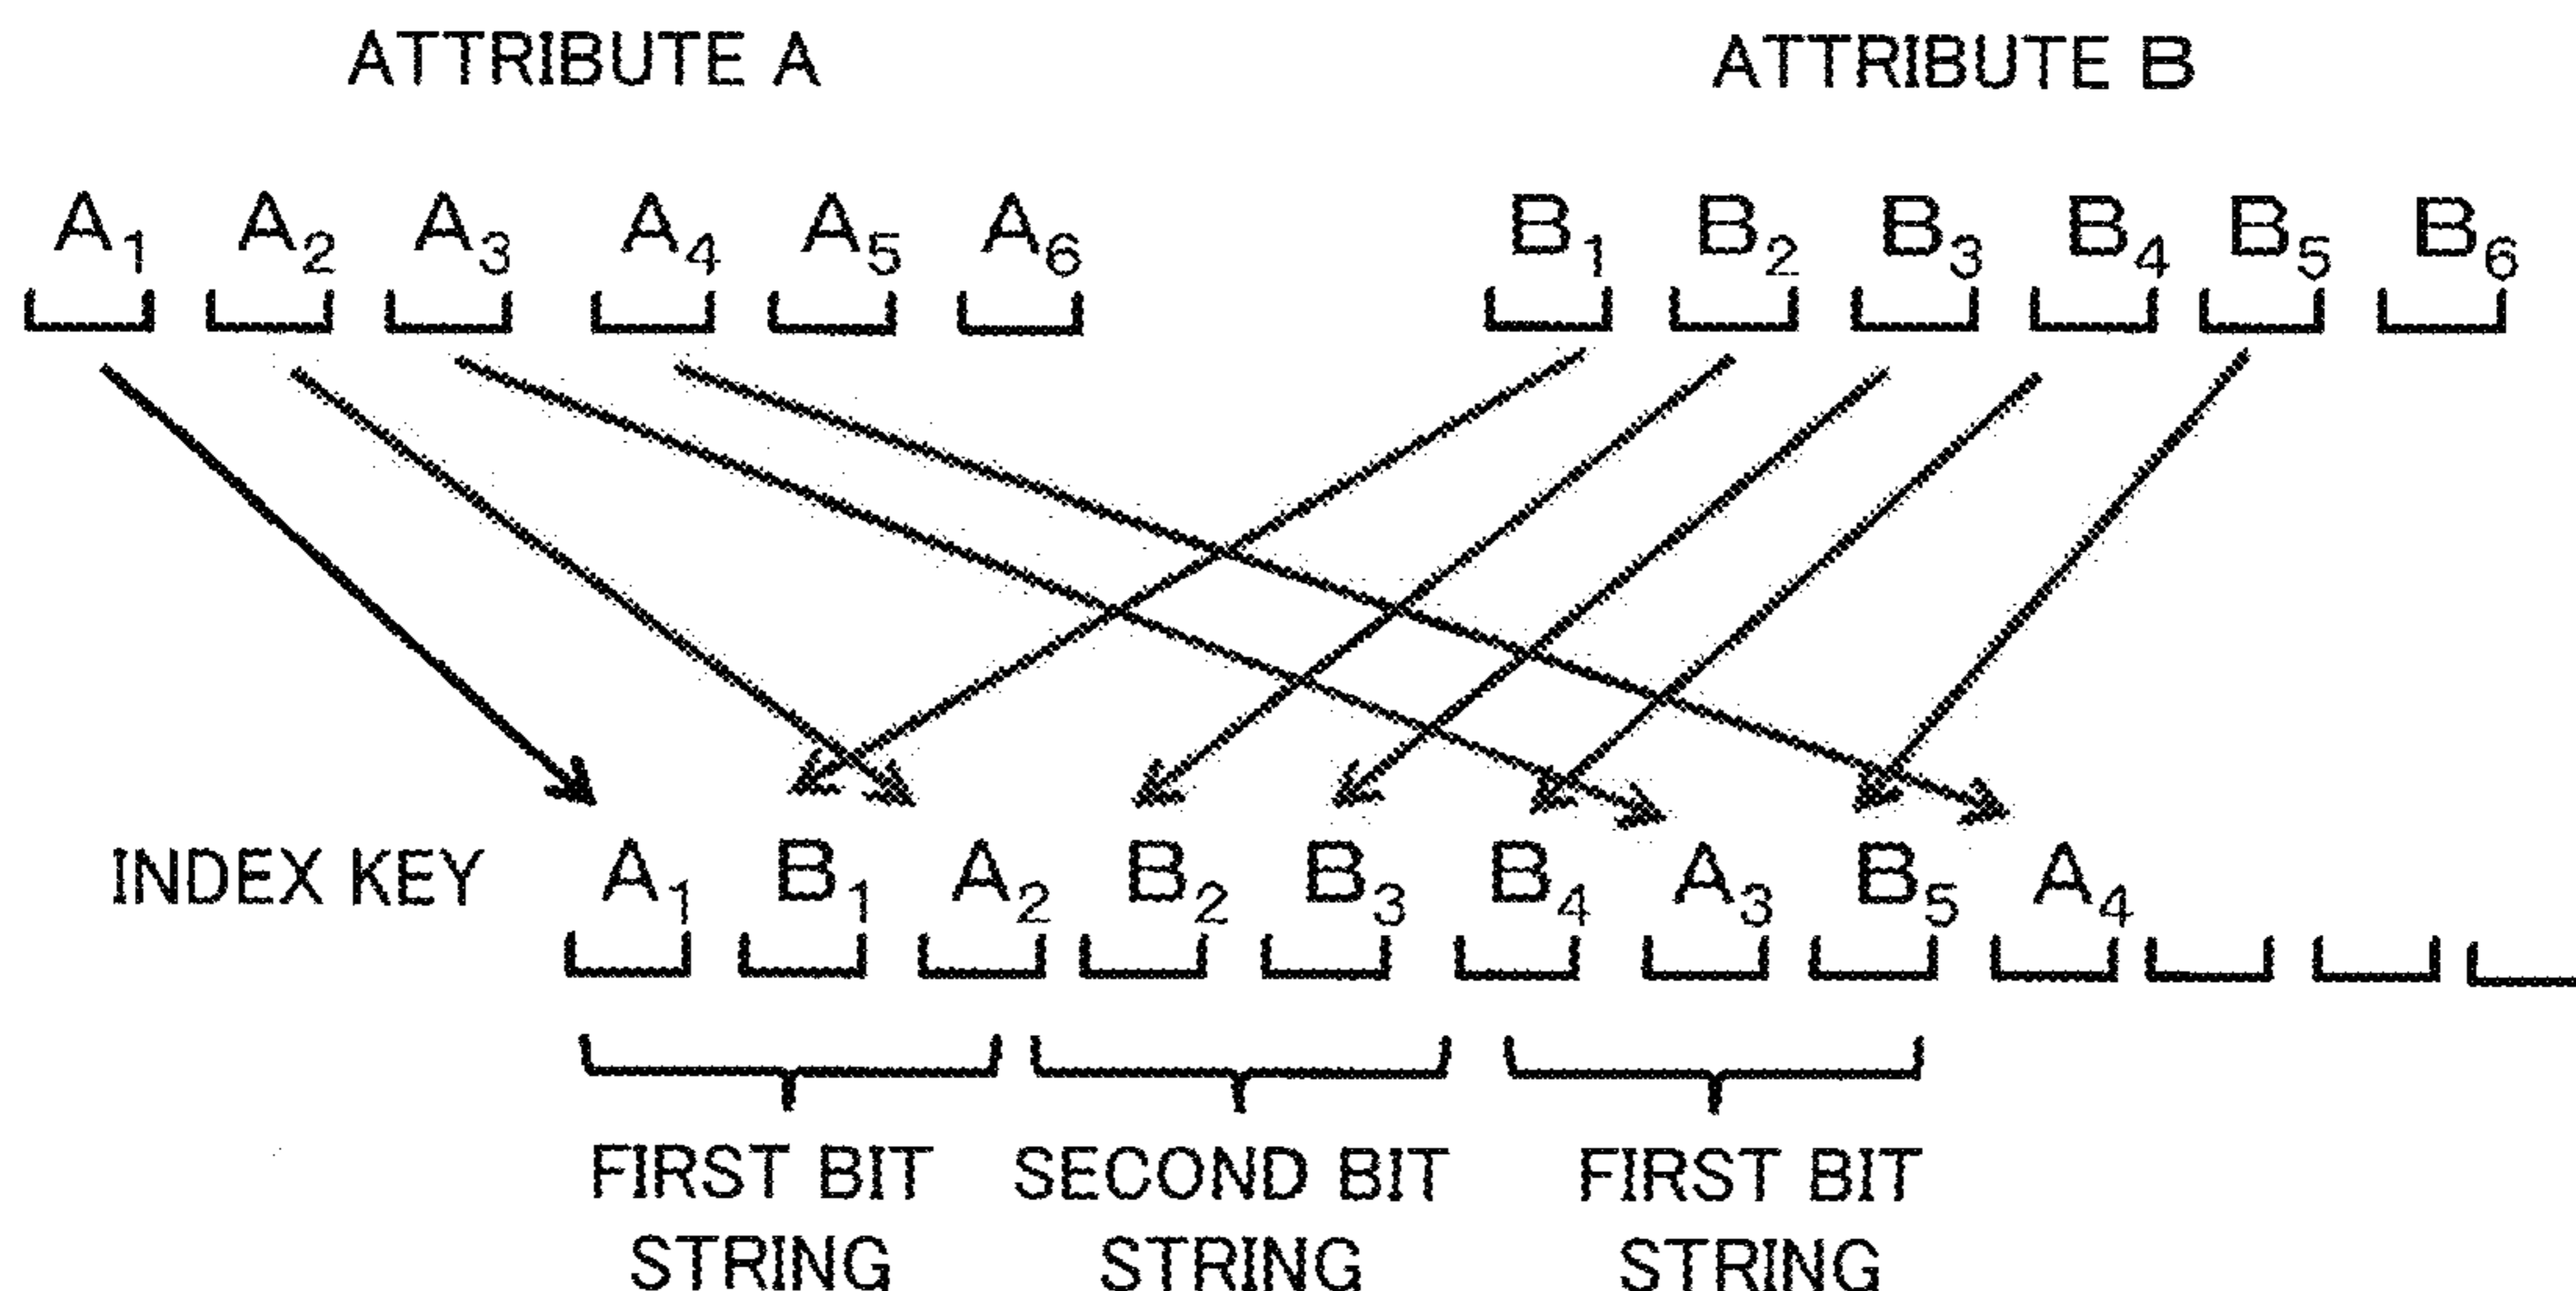 ATTRIBUTE A ATTRIBUTE B
A1 A2 A3 A4 A5 A6 B1 B2 B3 B4 B5 B6
INDEX KEY A1 B1 A2 B2 B3 B4 A3 B5 A4
FIRST BIT SECOND BIT FIRST BIT
STRING STRING STRING